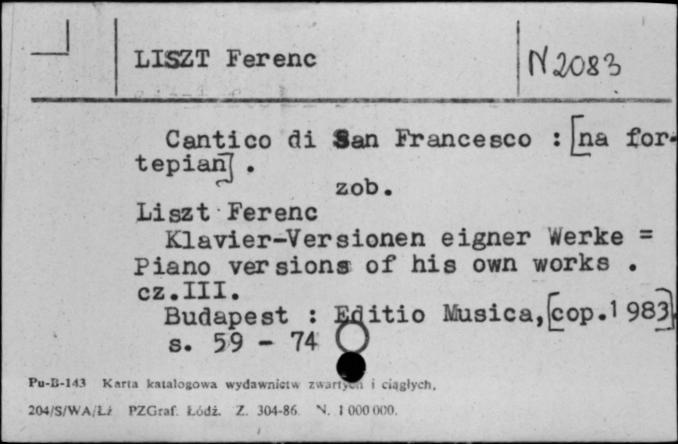 LISZT Ferenc
N 2083
Cantico di San Francesco : [na for-
tepian] .
zob.
Liszt Ferenc
Klavier-Versionen eigner Werke =
Piano versions of his own works .
cz.III.
Budapest : Editio Musica,[cop.1983]
s. 59 - 74
Pu-B-143 Karta katalogowa wydawnictw zwartych i ciągłych.
204/S/WA/Łż PZGraf. Łódź. Z. 304-86. N. 1 000 000.